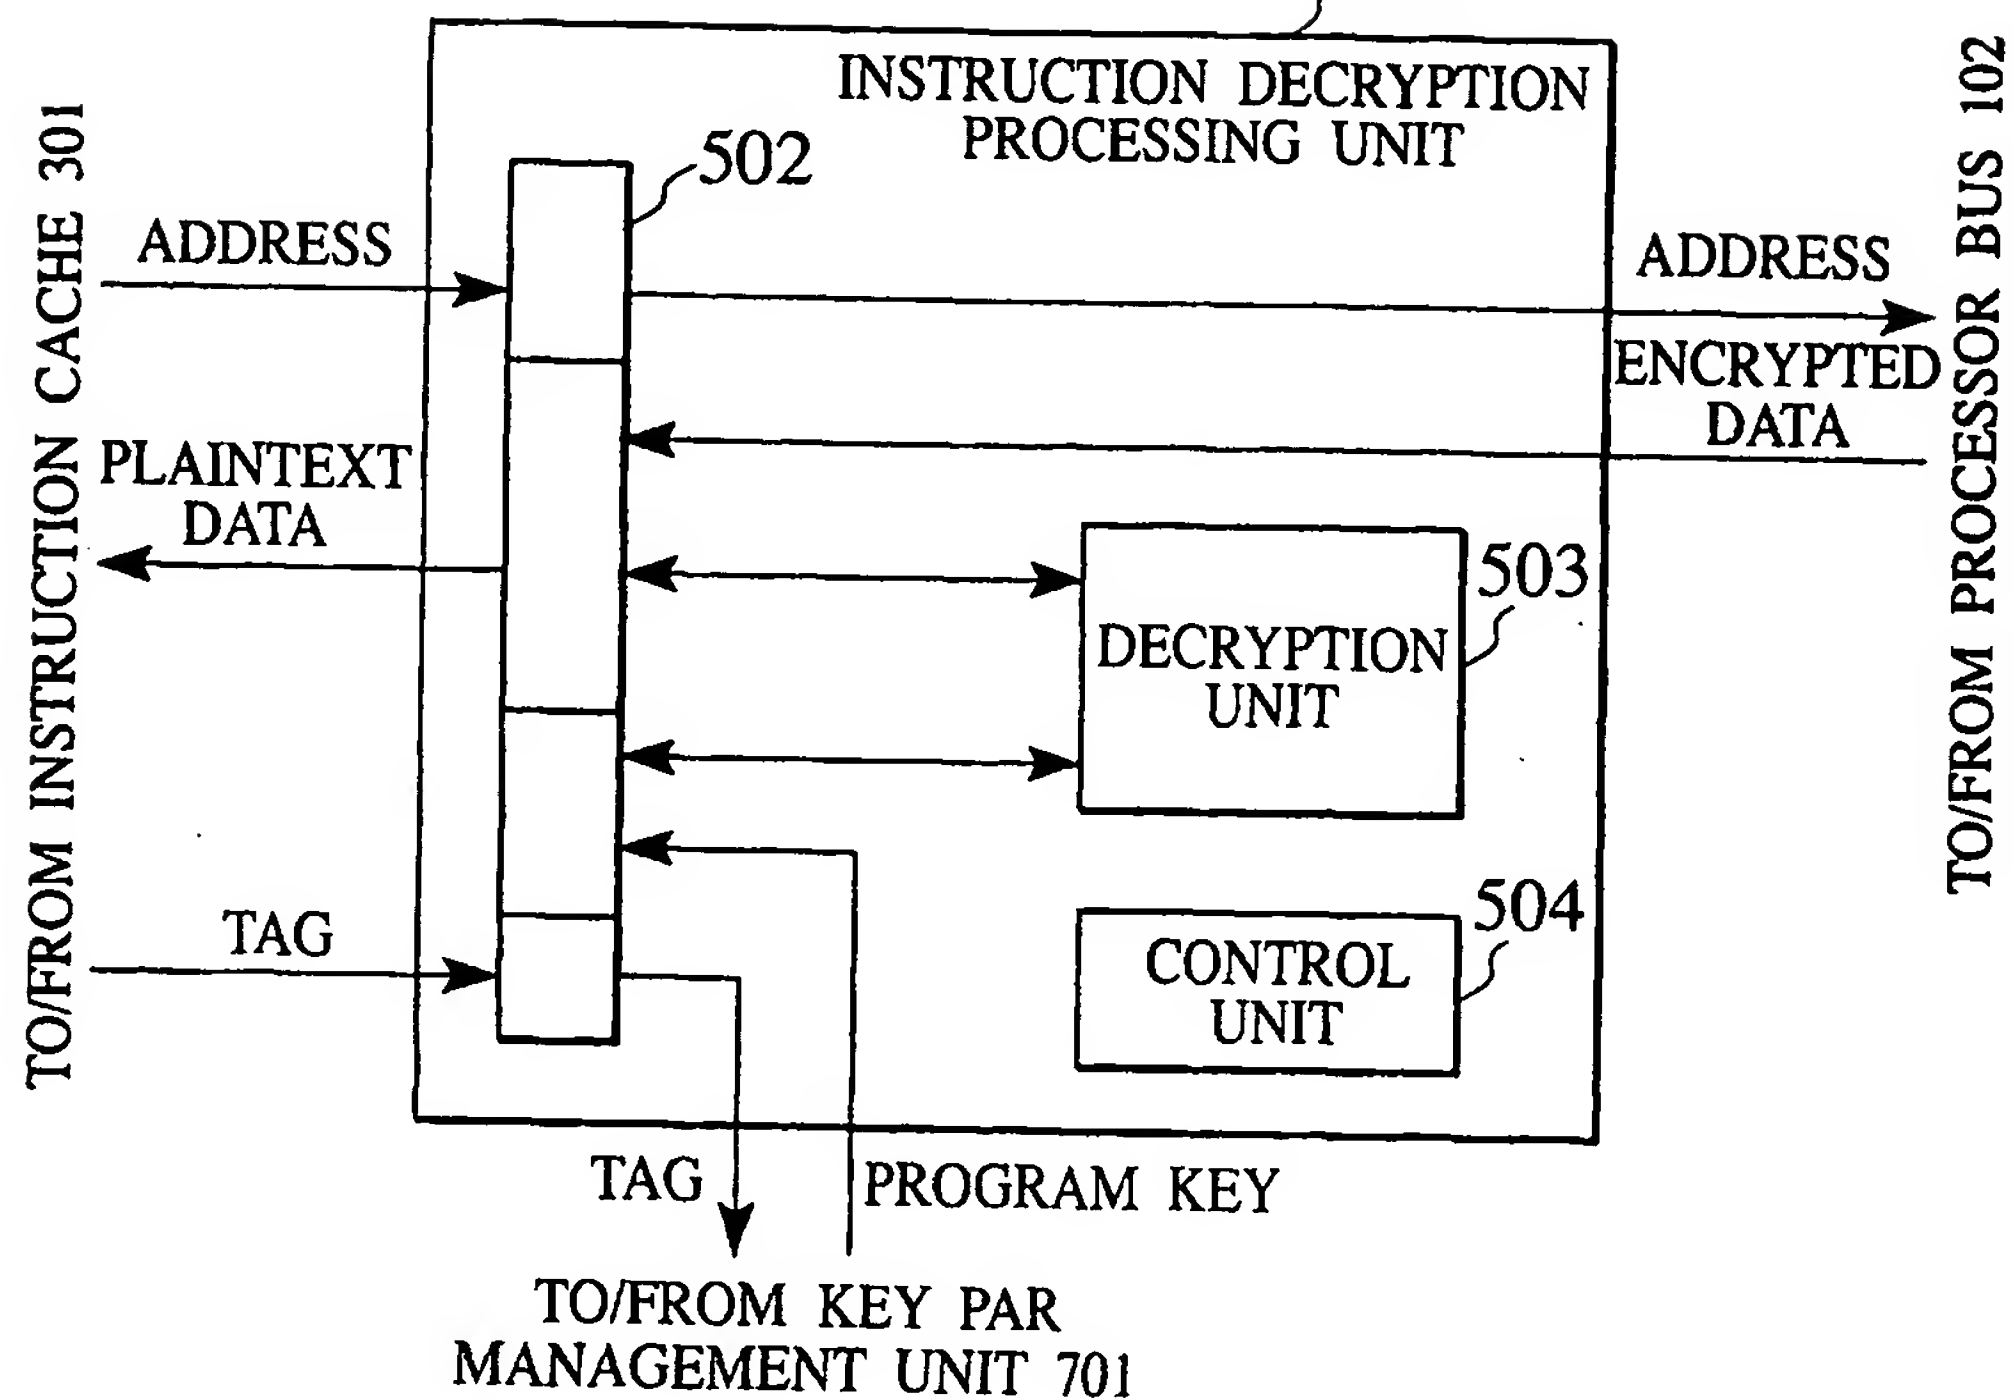 INSTRUCTION DECRYPTION
PROCESSING UNIT
502
TO/FROM INSTRUCTION CACHE 301
ADDRESS
ADDRESS
ENCRYPTED
DATA
TO/FROM PROCESSOR BUS 102
PLAINTEXT
DATA
503
DECRYPTION
UNIT
TAG
504
CONTROL
UNIT
TAG
PROGRAM KEY
TO/FROM KEY PAR
MANAGEMENT UNIT 701